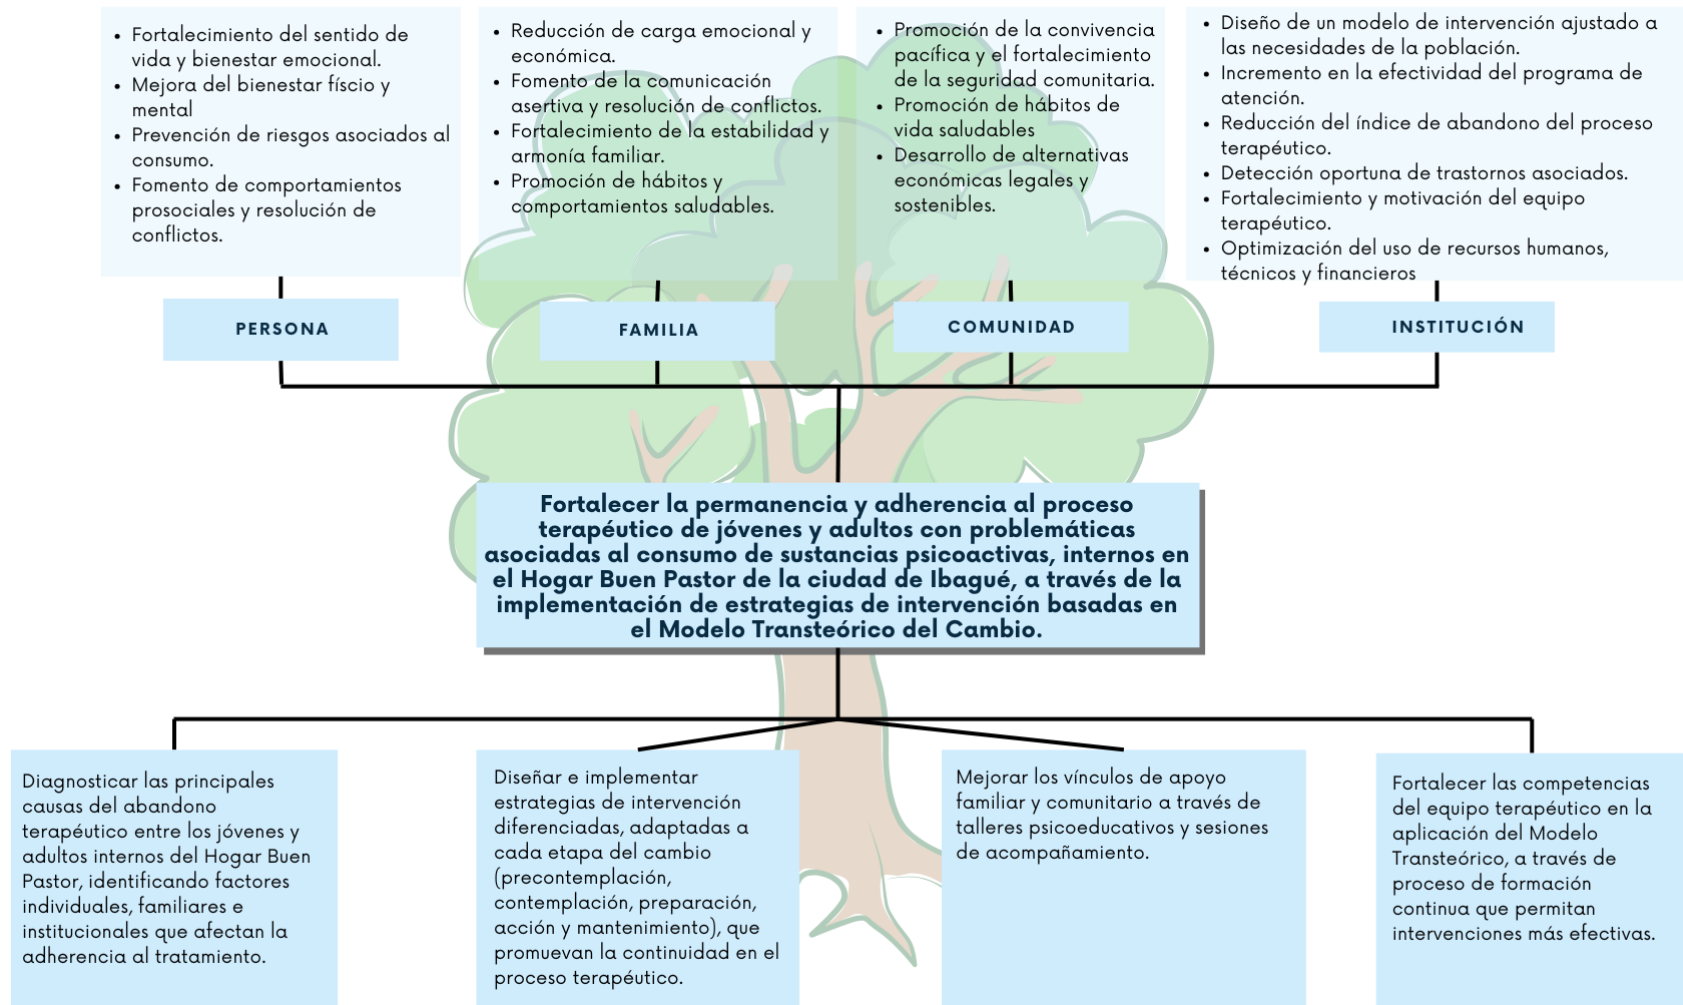 • Fortalecimiento del sentido de
vida y bienestar emocional.
• Mejora del bienestar físcio y
mental
• Prevención de riesgos asociados al
consumo.
• Fomento de comportamientos
prosociales y resolución de
conflictos.
• Reducción de carga emocional y
económica.
• Fomento de la comunicación
asertiva y resolución de conflictos.
• Fortalecimiento de la estabilidad y
armonía familiar.
• Promoción de hábitos y
comportamientos saludables.
• Promoción de la convivencia
pacífica y el fortalecimiento
de la seguridad comunitaria.
• Promoción de hábitos de
vida saludables
• Desarrollo de alternativas
económicas legales y
sostenibles.
• Diseño de un modelo de intervención ajustado a
las necesidades de la población.
• Incremento en la efectividad del programa de
atención.
• Reducción del índice de abandono del proceso
terapéutico.
• Detección oportuna de trastornos asociados.
• Fortalecimiento y motivación del equipo
terapéutico.
• Optimización del uso de recursos humanos,
técnicos y financieros
PERSONA
FAMILIA
COMUNIDAD
INSTITUCIÓN
Fortalecer la permanencia y adherencia al proceso
terapéutico de jóvenes y adultos con problemáticas
asociadas al consumo de sustancias psicoactivas, internos en
el Hogar Buen Pastor de la ciudad de Ibagué, a través de la
implementación de estrategias de intervención basadas en
el Modelo Transteórico del Cambio.
Diagnosticar las principales
causas del abandono
terapéutico entre los jóvenes y
adultos internos del Hogar Buen
Pastor, identificando factores
individuales, familiares e
institucionales que afectan la
adherencia al tratamiento.
Diseñar e implementar
estrategias de intervención
diferenciadas, adaptadas a
cada etapa del cambio
(precontemplación,
contemplación, preparación,
acción y mantenimiento), que
promuevan la continuidad en el
proceso terapéutico.
Mejorar los vínculos de apoyo
familiar y comunitario a través de
talleres psicoeducativos y sesiones
de acompañamiento.
Fortalecer las competencias
del equipo terapéutico en la
aplicación del Modelo
Transteórico, a través de
proceso de formación
continua que permitan
intervenciones más efectivas.